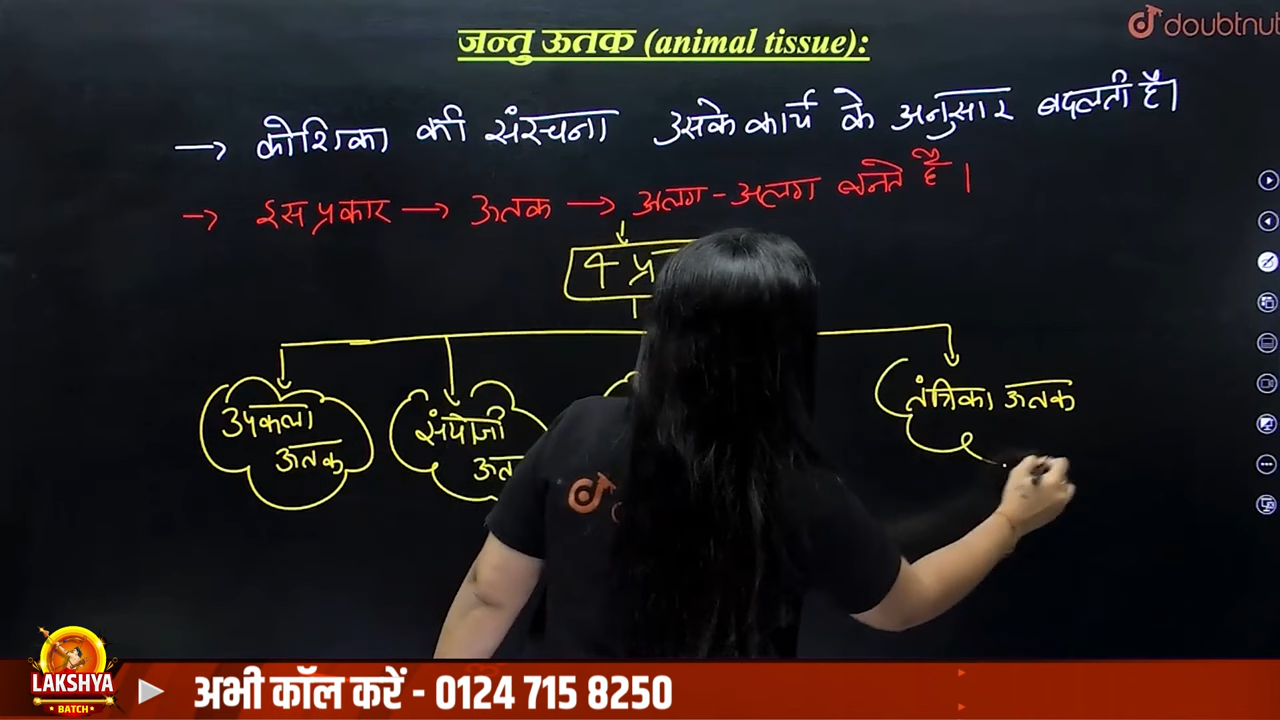 doubtnut
जन्तु ऊतक (animal tissue):
→ कोशिका की संरचना उसके कार्य के अनुसार बदलती है।
→ इस प्रकार → ऊतक → अलग-अलग बनते है।
4 प्र
उपकला
ऊतक
संयोजी
ऊत
तंत्रिका ऊतक
LAKSHYA
BATCH
अभी कॉल करें - 0124 715 8250